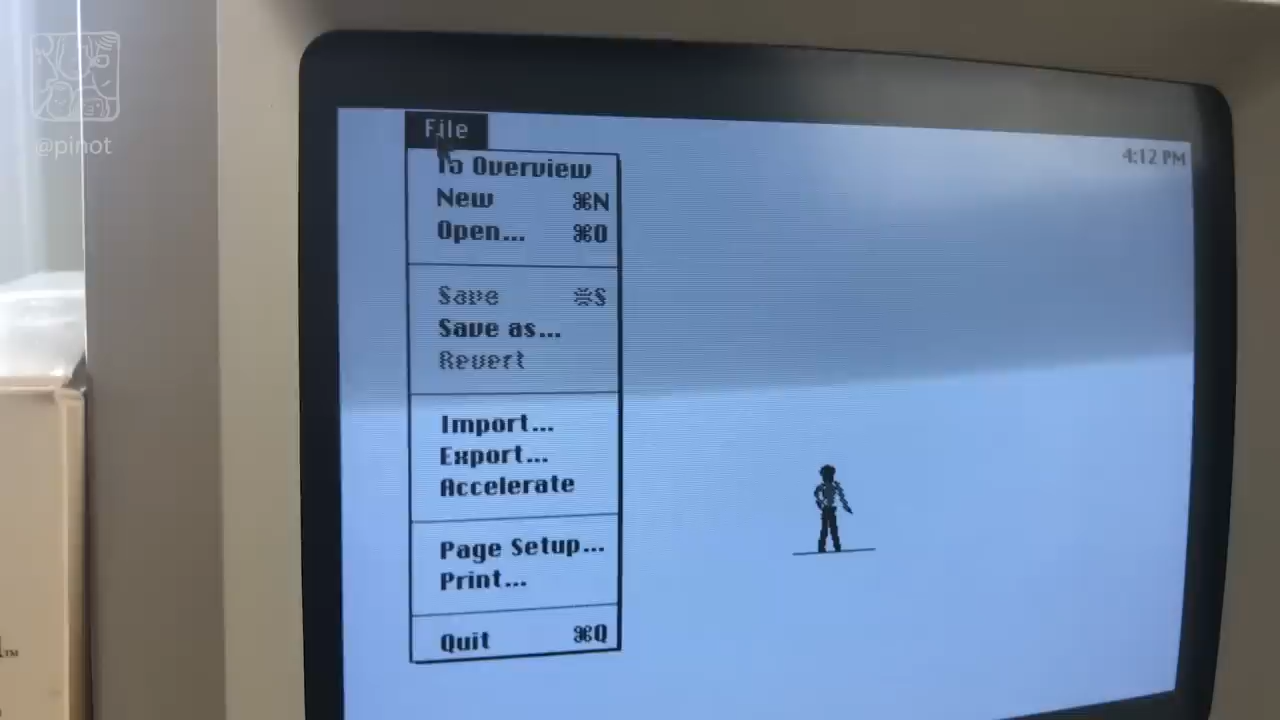 @pinot
File
4:12 PM
To Overview
New ⌘N
Open... ⌘O
Save ⌘S
Save as...
Revert
Import...
Export...
Accelerate
Page Setup...
Print...
Quit ⌘Q
TM